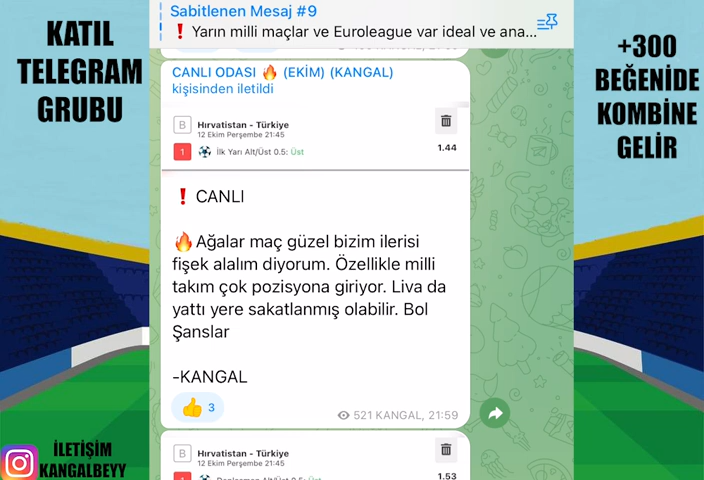 KATIL
TELEGRAM
GRUBU
Sabitlenen Mesaj #9
❗ Yarın milli maçlar ve Euroleague var ideal ve ana...
CANLI ODASI 🔥 (EKİM) (KANGAL)
kişisinden iletildi
B
Hırvatistan - Türkiye
12 Ekim Perşembe 21:45
1
İlk Yarı Alt/Üst 0.5: Üst
1.44
❗ CANLI
🔥Ağalar maç güzel bizim ilerisi
fişek alalım diyorum. Özellikle milli
takım çok pozisyona giriyor. Liva da
yattı yere sakatlanmış olabilir. Bol
Şanslar
-KANGAL
👍 3
521 KANGAL, 21:59
B
Hırvatistan - Türkiye
12 Ekim Perşembe 21:45
1.53
+300
BEĞENİDE
KOMBİNE
GELİR
İLETİŞİM
KANGALBEYY